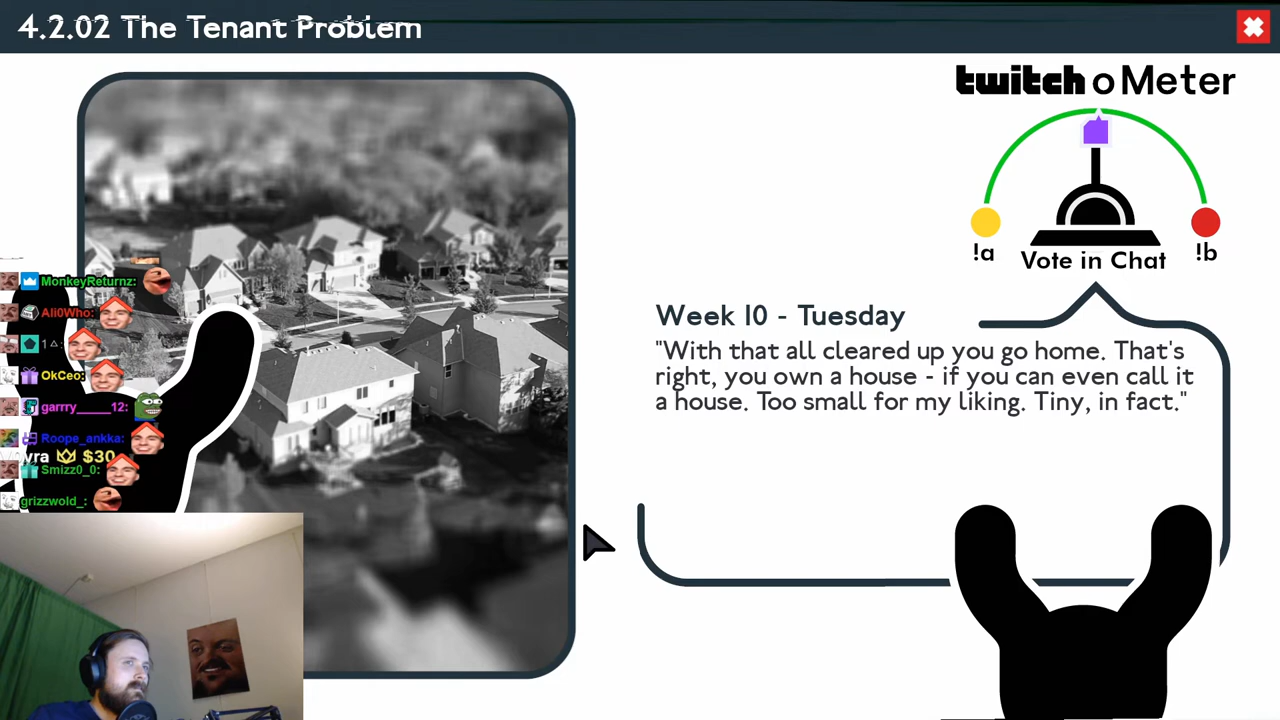 4.2.02 The Tenant Problem
twitch o Meter
!a
Vote in Chat
!b
Week 10 - Tuesday
"With that all cleared up you go home. That's
right, you own a house - if you can even call it
a house. Too small for my liking. Tiny, in fact."
MonkeyReturnz:
Ali0Who:
OkCeo:
garrry_____12:
Roope_ankka:
$30
Smizz0_0:
grizzwold_: